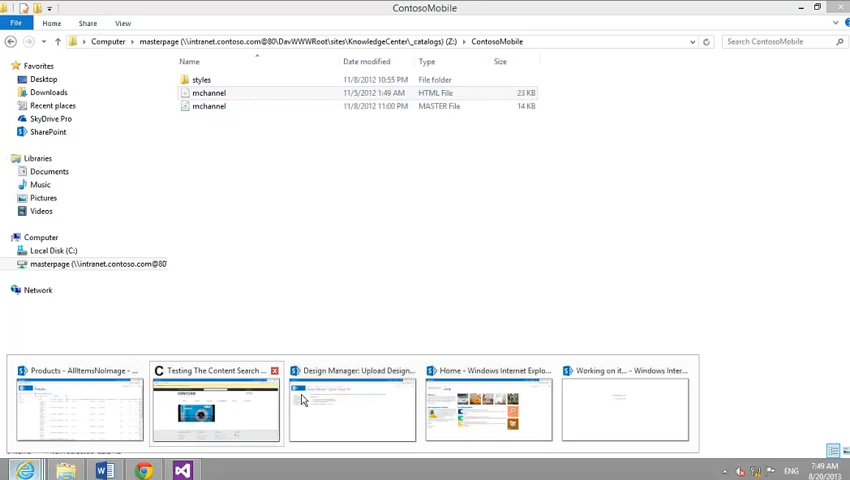 ContosoMobile
File Home Share View
Computer masterpage (\\intranet.contoso.com@80\DavWWWRoot\sites\KnowledgeCenter\_catalogs) (Z:) ContosoMobile
Search ContosoMobile
Name Date modified Type Size
Favorites
Desktop
Downloads
Recent places
SkyDrive Pro
SharePoint
Libraries
Documents
Music
Pictures
Videos
Computer
Local Disk (C:)
masterpage (\\intranet.contoso.com@80
Network
styles 11/8/2012 10:55 PM File folder
mchannel 11/5/2012 1:49 AM HTML File 23 KB
mchannel 11/8/2012 11:00 PM MASTER File 14 KB
Products - AllItemsNoImage - ...
Testing The Content Search ...
Design Manager: Upload Design...
Home - Windows Internet Explo...
Working on it... - Windows Inter...
ENG
7:49 AM
8/20/2013